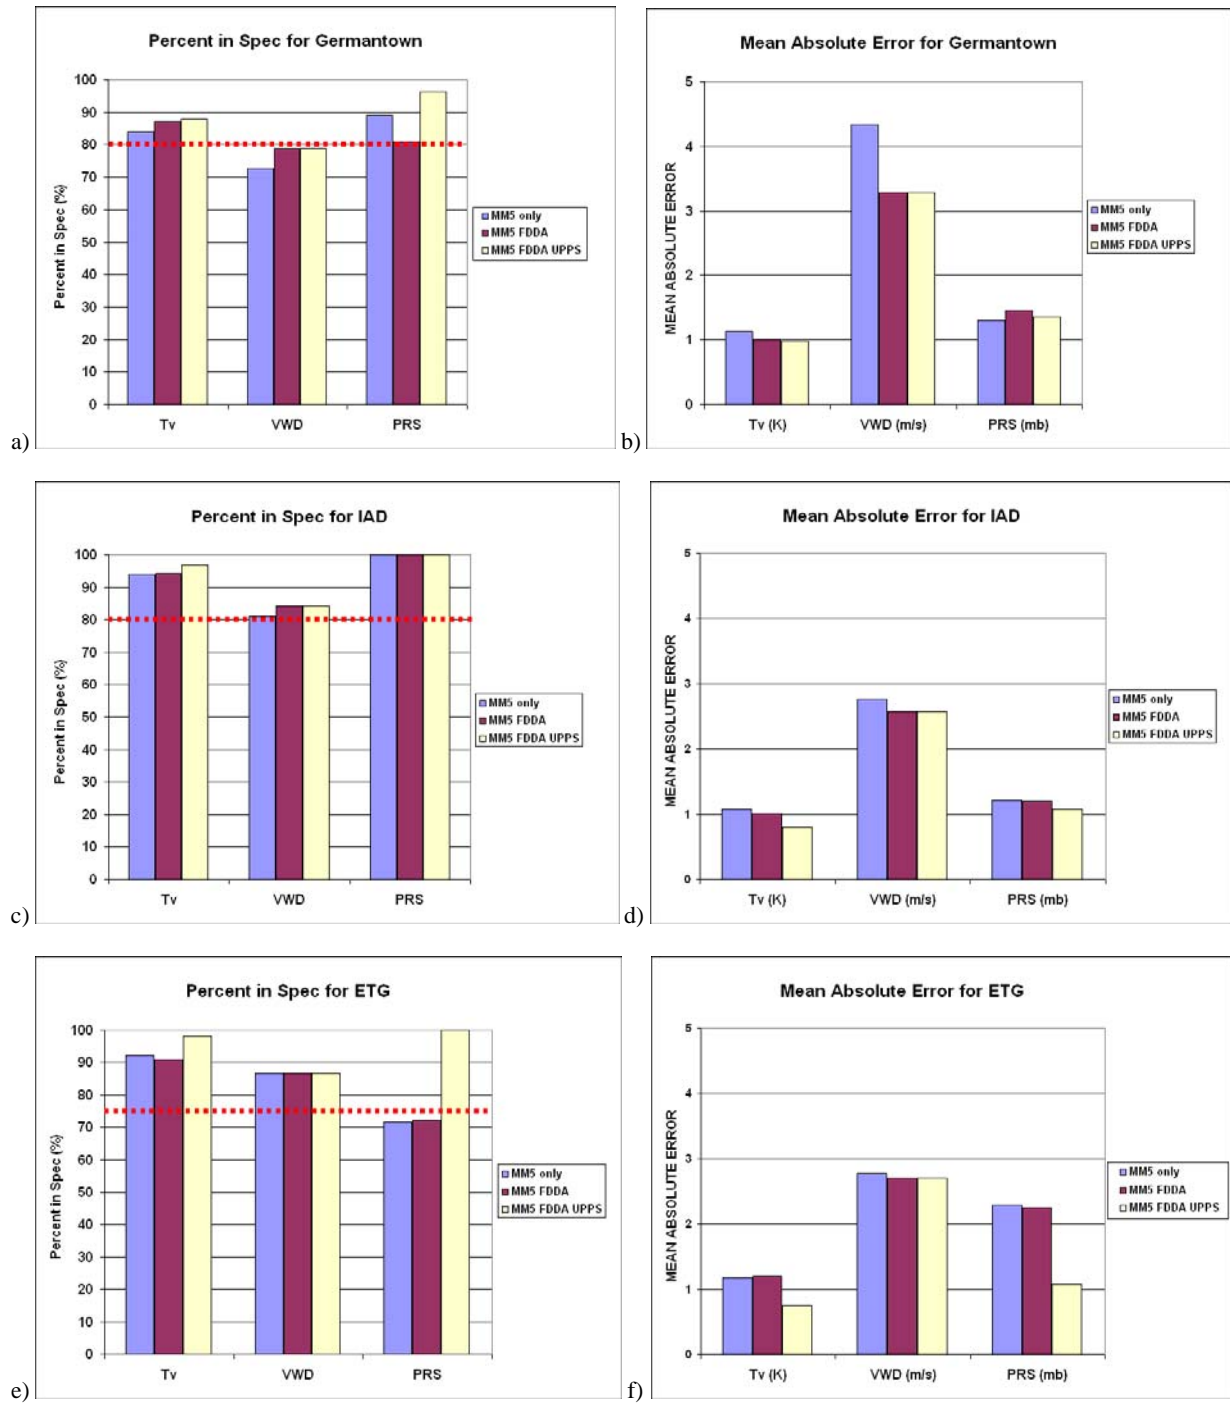 Percent in Spec for Germantown
100
90
80
70
60
50
40
30
20
10
0
Percent in Spec (%)
Tv VWD PRS
MM5 only
MM5 FDDA
MM5 FDDA UPPS
a)
Mean Absolute Error for Germantown
5
4
3
2
1
0
MEAN ABSOLUTE ERROR
Tv (K) VWD (m/s) PRS (mb)
MM5 only
MM5 FDDA
MM5 FDDA UPPS
b)
Percent in Spec for IAD
100
90
80
70
60
50
40
30
20
10
0
Percent in Spec (%)
Tv VWD PRS
MM5 only
MM5 FDDA
MM5 FDDA UPPS
c)
Mean Absolute Error for IAD
5
4
3
2
1
0
MEAN ABSOLUTE ERROR
Tv (K) VWD (m/s) PRS (mb)
MM5 only
MM5 FDDA
MM5 FDDA UPPS
d)
Percent in Spec for ETG
100
90
80
70
60
50
40
30
20
10
0
Percent in Spec (%)
Tv VWD PRS
MM5 only
MM5 FDDA
MM5 FDDA UPPS
e)
Mean Absolute Error for ETG
5
4
3
2
1
0
MEAN ABSOLUTE ERROR
Tv (K) VWD (m/s) PRS (mb)
MM5 only
MM5 FDDA
MM5 FDDA UPPS
f)